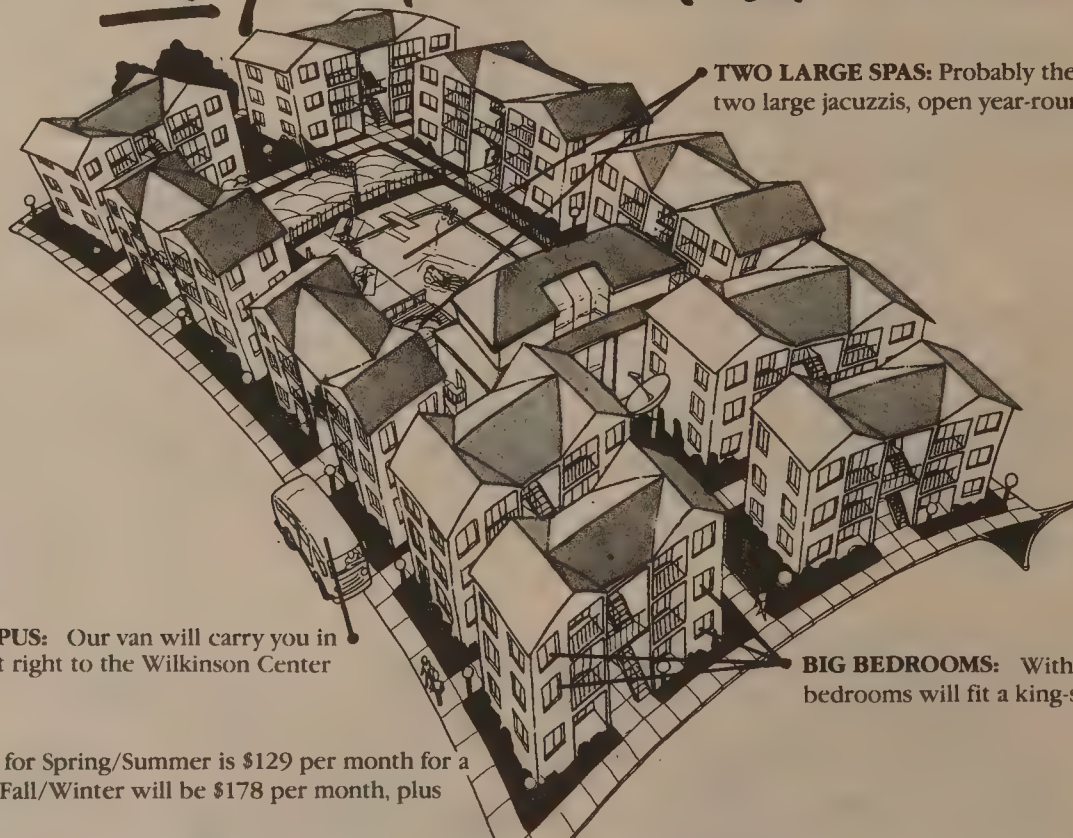 TWO LARGE SPAS: Probably the
two large jacuzzis, open year-roun
PUS: Our van will carry you in
t right to the Wilkinson Center
BIG BEDROOMS: With
bedrooms will fit a king-s
for Spring/Summer is $129 per month for a
Fall/Winter will be $178 per month, plus